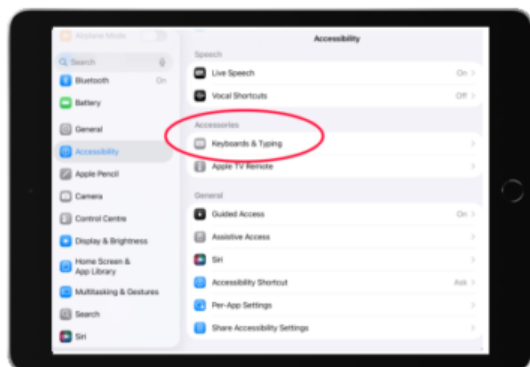 Airplane Mode
Search
Bluetooth On
Battery
General
Accessibility
Apple Pencil
Camera
Control Centre
Display & Brightness
Home Screen &
App Library
Multitasking & Gestures
Search
Siri
Accessibility
Speech
Live Speech On
Vocal Shortcuts Off
Accessories
Keyboards & Typing
Apple TV Remote
General
Guided Access On
Assistive Access
Siri
Accessibility Shortcut Ask
Per-App Settings
Share Accessibility Settings